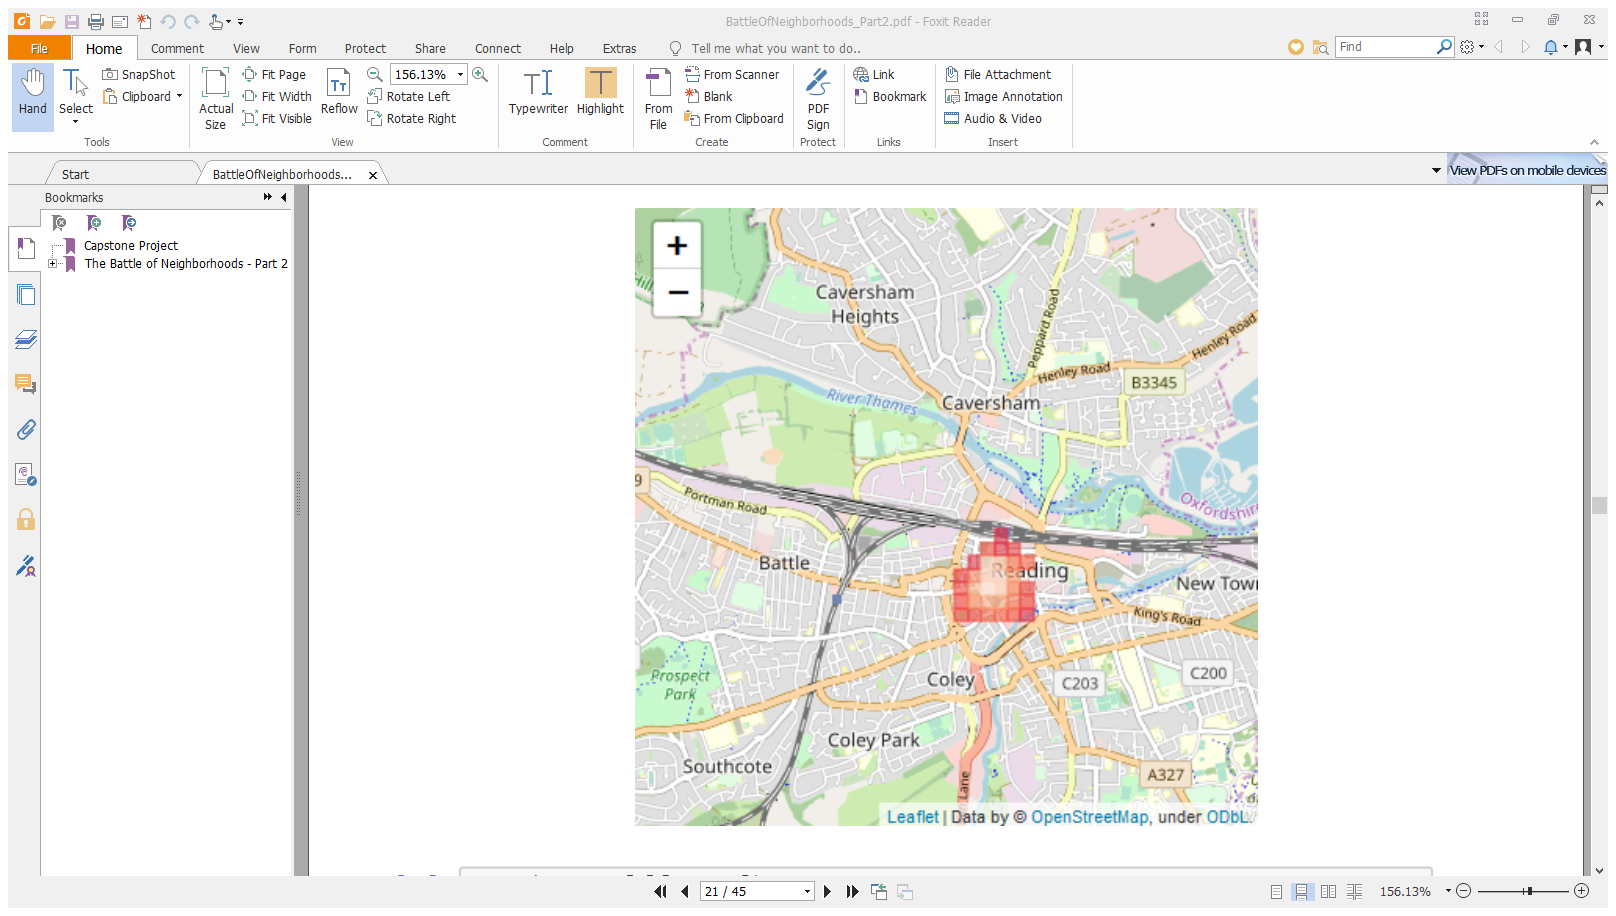 BattleOfNeighborhoods_Part2.pdf - Foxit Reader
File Home Comment View Form Protect Share Connect Help Extras Tell me what you want to do.. Find
Hand
Select
SnapShot
Clipboard
Tools
Actual Size
Fit Page
Fit Width
Fit Visible
Reflow
156.13%
Rotate Left
Rotate Right
View
Typewriter
Highlight
Comment
From File
From Scanner
Blank
From Clipboard
Create
PDF Sign
Protect
Link
Bookmark
Links
File Attachment
Image Annotation
Audio & Video
Insert
Start
BattleOfNeighborhoods...
View PDFs on mobile devices
Bookmarks
Capstone Project
The Battle of Neighborhoods - Part 2
+
−
Caversham
Heights
Peppard Road
Henley Road
Henley Road
B3345
River Thames
Caversham
9
Portman Road
Oxfordshire
Battle
Reading
New Town
King's Road
Prospect
Park
Coley
C203
C200
Coley Park
Southcote
A327
Lane
Leaflet | Data by © OpenStreetMap, under ODbL.
21 / 45
156.13%